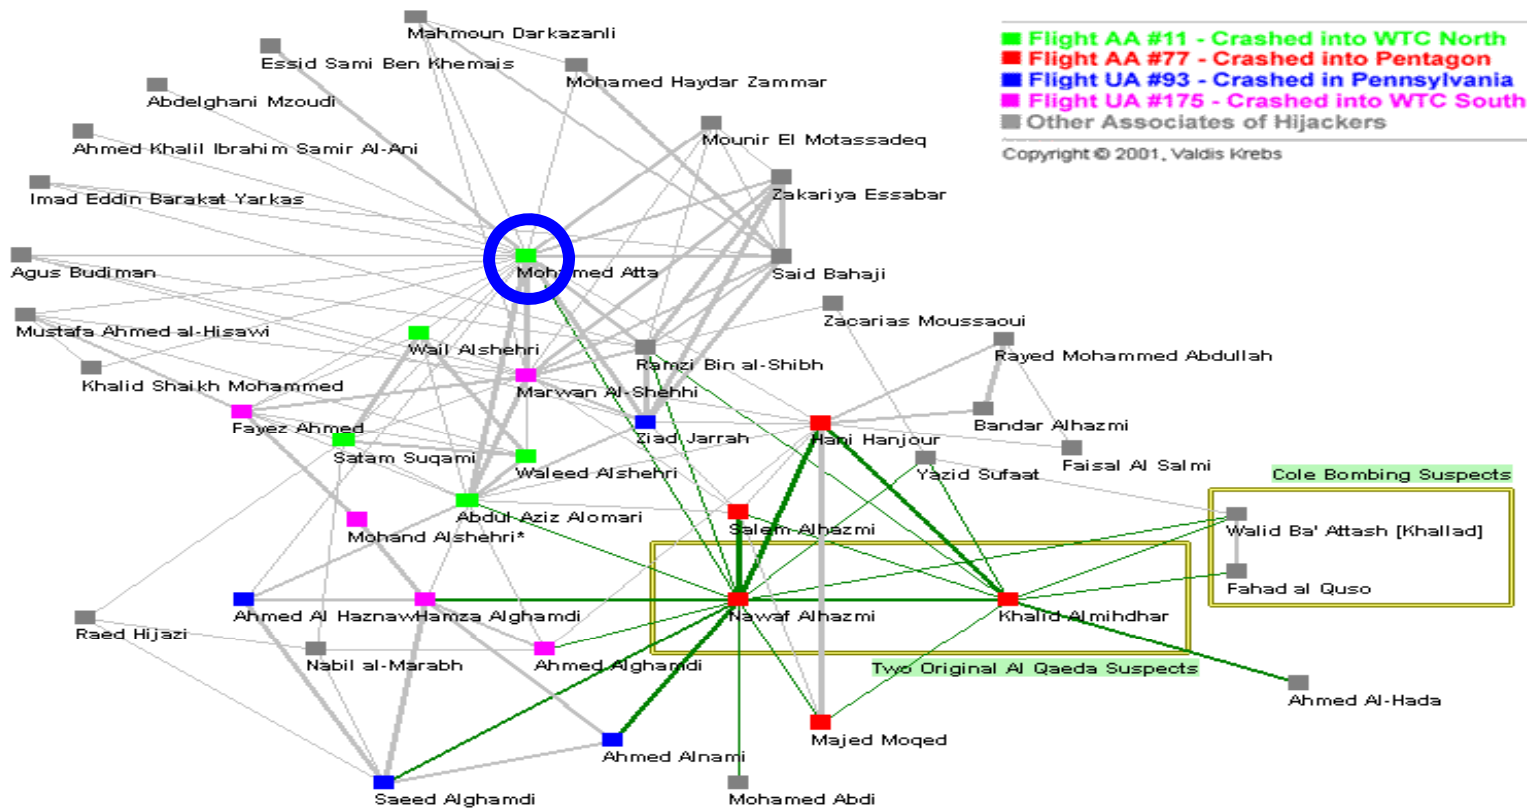 Mahmoun Darkazanli
Essid Sami Ben Khemais
Mohamed Haydar Zammar
Abdelghani Mzoudi
Mounir El Motassadeq
Ahmed Khalil Ibrahim Samir Al-Ani
Zakariya Essabar
Imad Eddin Barakat Yarkas
Agus Budiman
Mohamed Atta
Said Bahaji
Flight AA #11 - Crashed into WTC North
Flight AA #77 - Crashed into Pentagon
Flight UA #93 - Crashed in Pennsylvania
Flight UA #175 - Crashed into WTC South
Other Associates of Hijackers
Copyright © 2001, Valdis Krebs
Mustafa Ahmed al-Hisawi
Zacarias Moussaoui
Wail Alshehri
Ramzi Bin al-Shibh
Rayed Mohammed Abdullah
Khalid Shaikh Mohammed
Marwan Al-Shehhi
Fayez Ahmed
Ziad Jarrah
Hani Hanjour
Bandar Alhazmi
Satam Suqami
Waleed Alshehri
Yazid Sufaat
Faisal Al Salmi
Cole Bombing Suspects
Abdul Aziz Alomari
Mohand Alshehri*
Salem Alhazmi
Walid Ba' Attash [Khallad]
Fahad al Quso
Ahmed Al Haznawi
Hamza Alghamdi
Nawaf Alhazmi
Khalid Almihdhar
Raed Hijazi
Nabil al-Marabh
Ahmed Alghamdi
Two Original Al Qaeda Suspects
Ahmed Al-Hada
Majed Moqed
Ahmed Alnami
Saeed Alghamdi
Mohamed Abdi